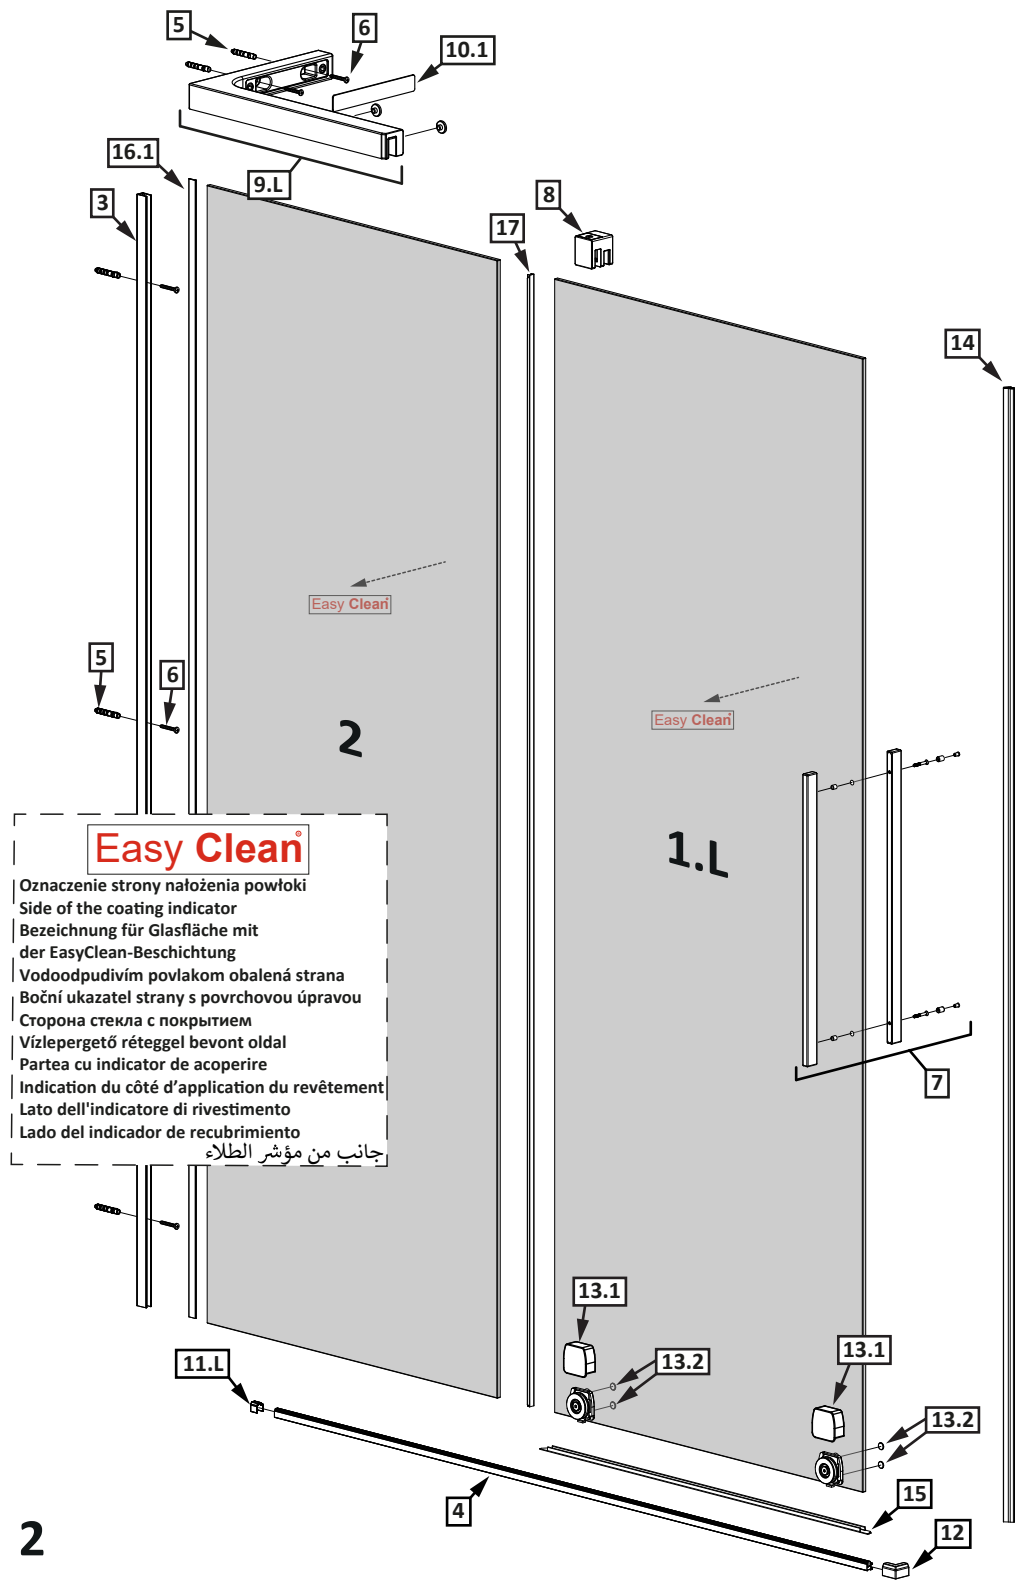 5
6
10.1
16.1
9.L
3
8
17
14
Easy Clean®
5
6
Easy Clean®
2
1.L
Easy Clean®
Oznaczenie strony nałożenia powłoki
Side of the coating indicator
Bezeichnung für Glasfläche mit
der EasyClean-Beschichtung
Vodoodpudivím povlakom obalená strana
Boční ukazatel strany s povrchovou úpravou
Сторона стекла с покрытием
Vízlepergető réteggel bevont oldal
Partea cu indicator de acoperire
Indication du côté d’application du revêtement
Lato dell'indicatore di rivestimento
Lado del indicador de recubrimiento
جانب من مؤشر الطلاء
7
13.1
13.1
13.2
11.L
13.2
4
15
12
2